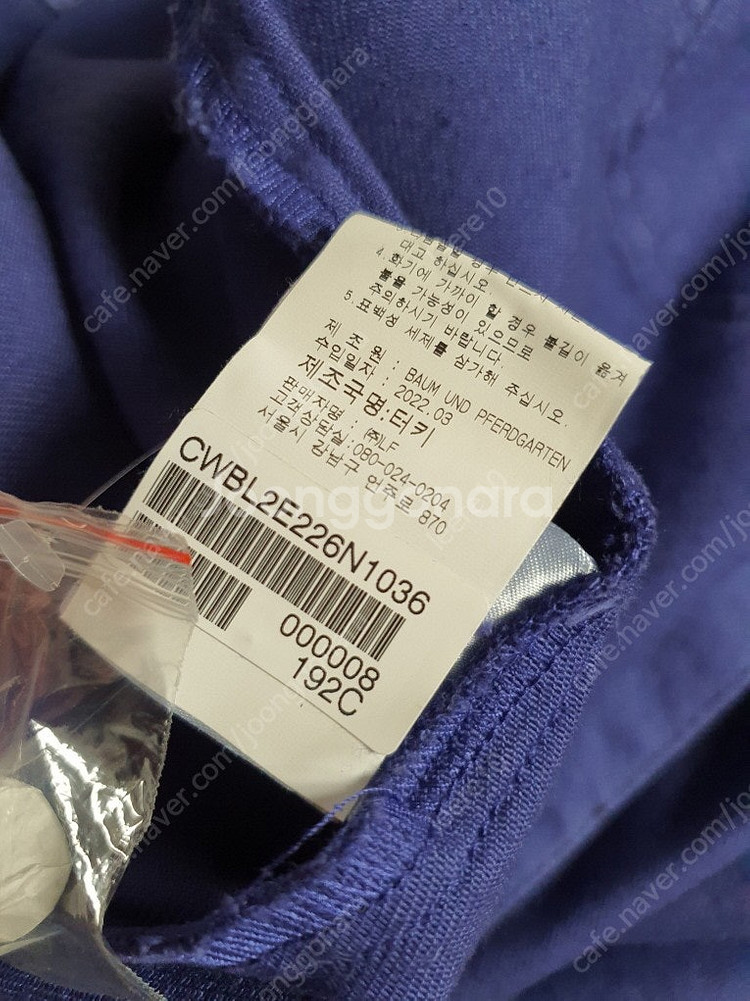 대고 하십시오.
4.화기에 가까이 할 경우 불길이 옮겨
붙을 가능성이 있으므로
주의하시기 바랍니다.
5.표백성 세제를 삼가해 주십시오.
제 조 원 : BAUM UND PFERDGARTEN
수입일자 : 2022.03
제조국명:터키
판매자명 : ㈜LF
고객상담실:080-024-0204
서울시 강남구 언주로 870
CWBL2E226N1036
000008
192C
joonggonara
cafe.naver.com/joonggonara